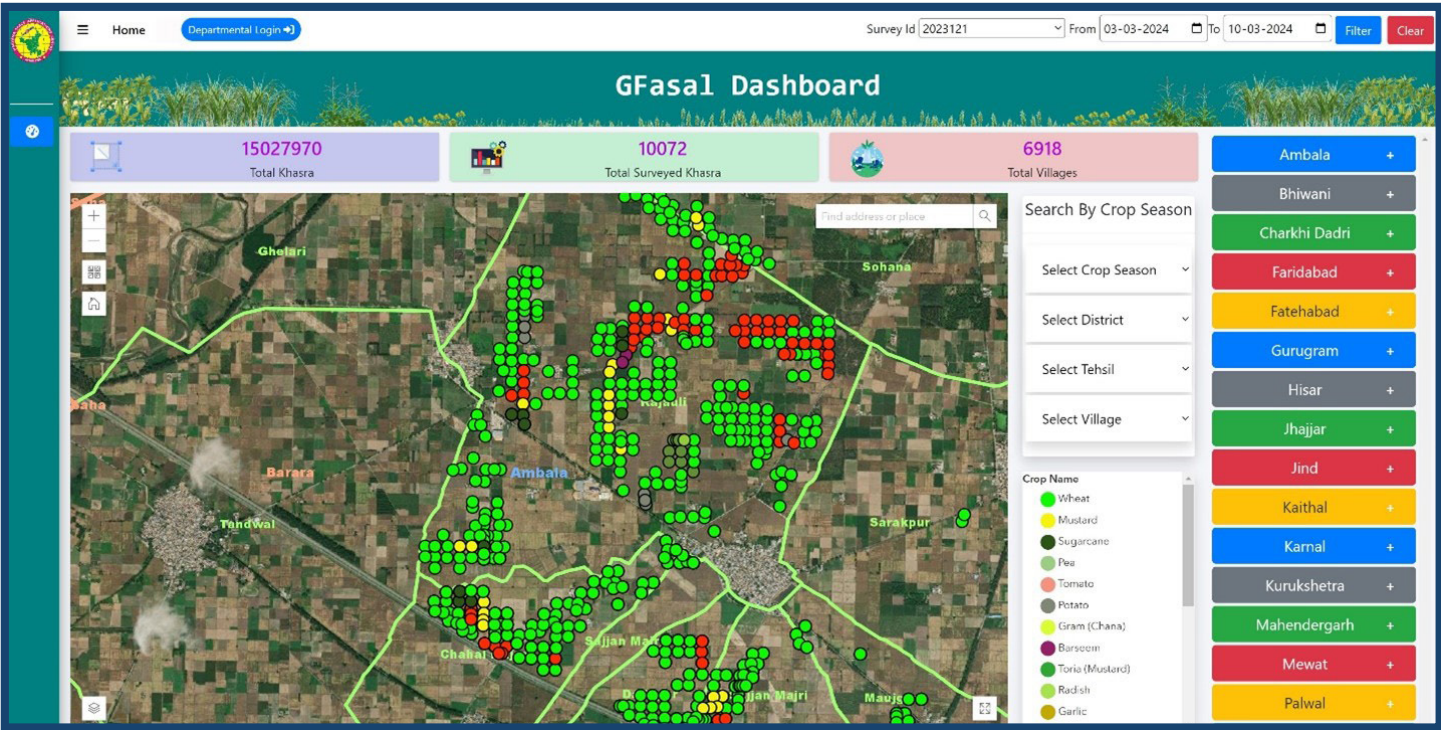 Home
Departmental Login
Survey Id 2023121 From 03-03-2024 To 10-03-2024 Filter Clear
GFasal Dashboard
15027970
Total Khasra
10072
Total Surveyed Khasra
6918
Total Villages
Find address or place
Ghelari
Sohana
Saha
Rajauli
Barara
Ambala
Tandwal
Sarakpur
Search By Crop Season
Select Crop Season
Select District
Select Tehsil
Select Village
Crop Name
Wheat
Mustard
Sugarcane
Pea
Tomato
Potato
Gram (Chana)
Barseem
Toria (Mustard)
Radish
Garlic
Ambala +
Bhiwani +
Charkhi Dadri +
Faridabad +
Fatehabad +
Gurugram +
Hisar +
Jhajjar +
Jind +
Kaithal +
Karnal +
Kurukshetra +
Mahendergarh +
Mewat +
Palwal +